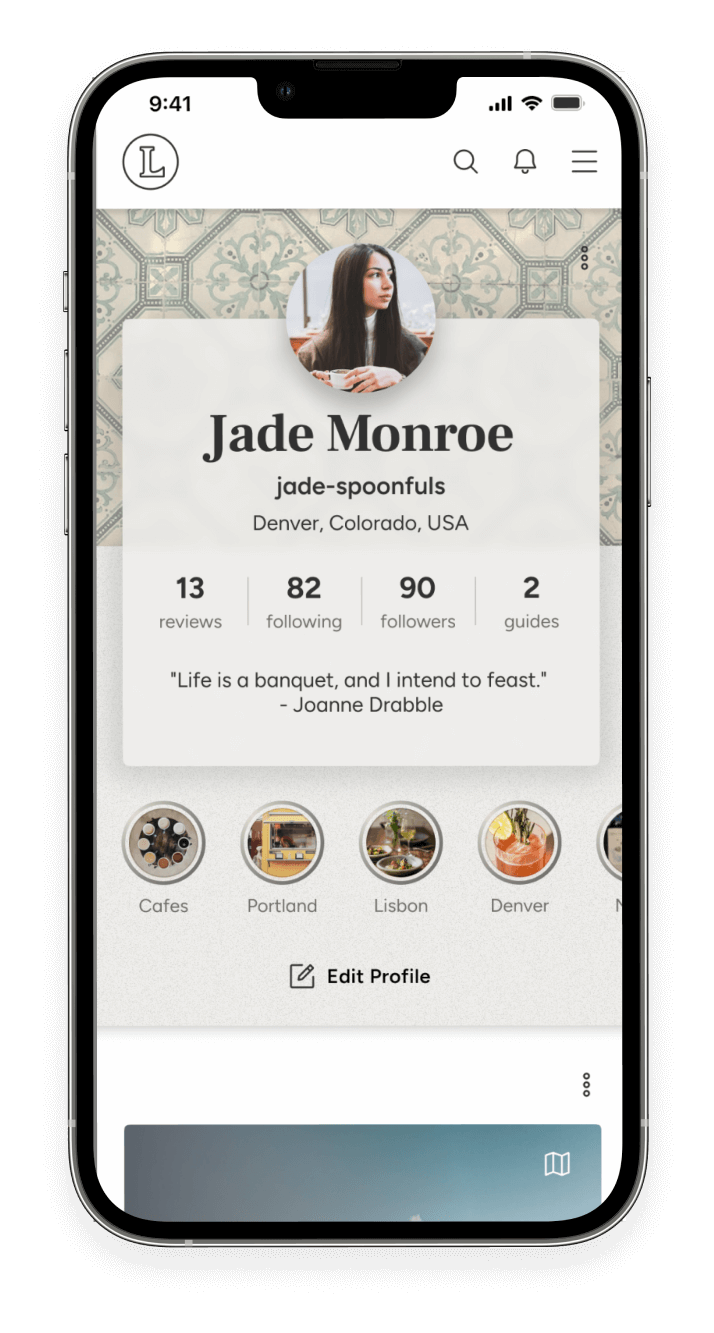 9:41
L
Jade Monroe
jade-spoonfuls
Denver, Colorado, USA
13 82 90 2
reviews following followers guides
"Life is a banquet, and I intend to feast."
- Joanne Drabble
Cafes Portland Lisbon Denver
Edit Profile